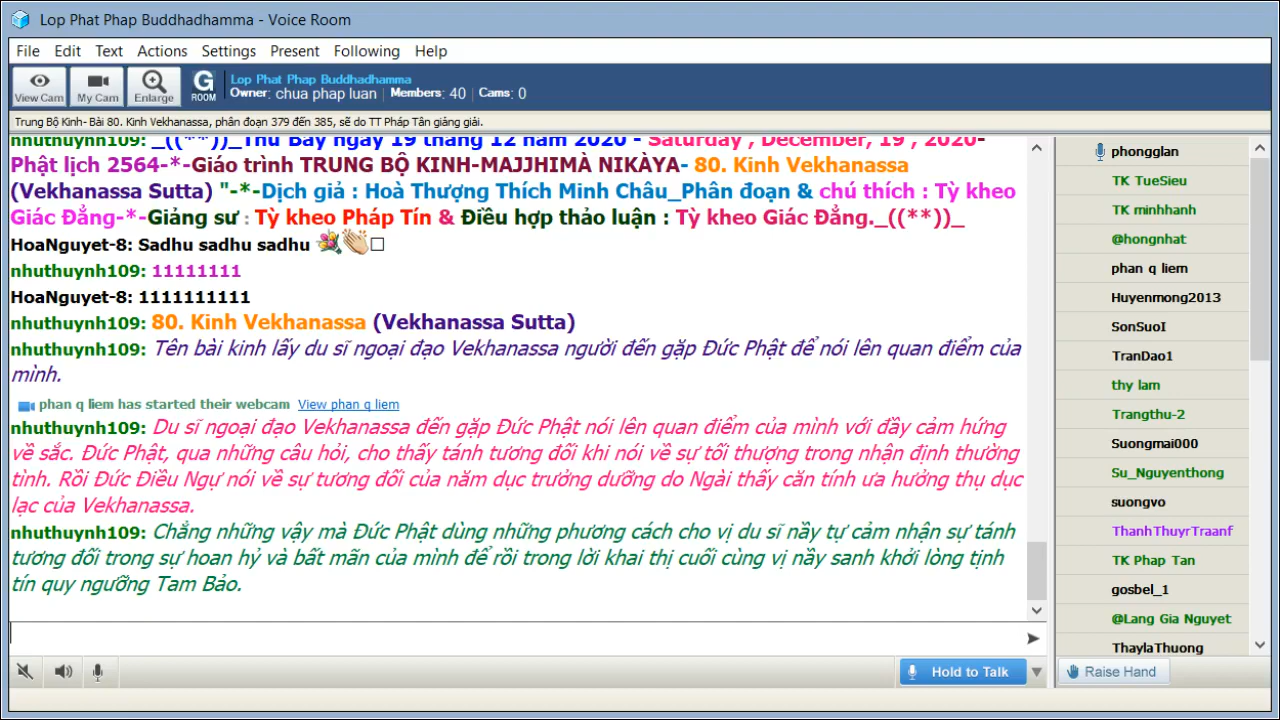 Lop Phat Phap Buddhadhamma - Voice Room
File Edit Text Actions Settings Present Following Help
View Cam My Cam Enlarge G ROOM
Lop Phat Phap Buddhadhamma
Owner: chua phap luan Members: 40 Cams: 0
Trung Bộ Kinh- Bài 80. Kinh Vekhanassa, phân đoạn 379 đến 385, sẽ do TT Pháp Tân giảng giải.
nhuthuynh109: _((**))_Thứ Bảy ngày 19 tháng 12 năm 2020 - Saturday , December, 19 , 2020-
Phật lịch 2564-*-Giáo trình TRUNG BỘ KINH-MAJJHIMÀ NIKÀYA- 80. Kinh Vekhanassa
(Vekhanassa Sutta) "-*-Dịch giả : Hoà Thượng Thích Minh Châu_Phân đoạn & chú thích : Tỳ kheo
Giác Đẳng-*-Giảng sư : Tỳ kheo Pháp Tín & Điều hợp thảo luận : Tỳ kheo Giác Đẳng._((**))_
HoaNguyet-8: Sadhu sadhu sadhu
nhuthuynh109: 11111111
HoaNguyet-8: 1111111111
nhuthuynh109: 80. Kinh Vekhanassa (Vekhanassa Sutta)
nhuthuynh109: Tên bài kinh lấy du sĩ ngoại đạo Vekhanassa người đến gặp Đức Phật để nói lên quan điểm của
mình.
phan q liem has started their webcam View phan q liem
nhuthuynh109: Du sĩ ngoại đạo Vekhanassa đến gặp Đức Phật nói lên quan điểm của mình với đầy cảm hứng
về sắc. Đức Phật, qua những câu hỏi, cho thấy tánh tương đối khi nói về sự tối thượng trong nhận định thường
tình. Rồi Đức Điều Ngự nói về sự tương đối của năm dục trưởng dưỡng do Ngài thấy căn tính ưa hưởng thụ dục
lạc của Vekhanassa.
nhuthuynh109: Chẳng những vậy mà Đức Phật dùng những phương cách cho vị du sĩ nầy tự cảm nhận sự tánh
tương đối trong sự hoan hỷ và bất mãn của mình để rồi trong lời khai thị cuối cùng vị nầy sanh khởi lòng tịnh
tín quy ngưỡng Tam Bảo.
Hold to Talk
phongglan
TK TueSieu
TK minhhanh
@hongnhat
phan q liem
Huyenmong2013
SonSuoI
TranDao1
thy lam
Trangthu-2
Suongmai000
Su_Nguyenthong
suongvo
ThanhThuyrTraanf
TK Phap Tan
gosbel_1
@Lang Gia Nguyet
ThaylaThuong
Raise Hand